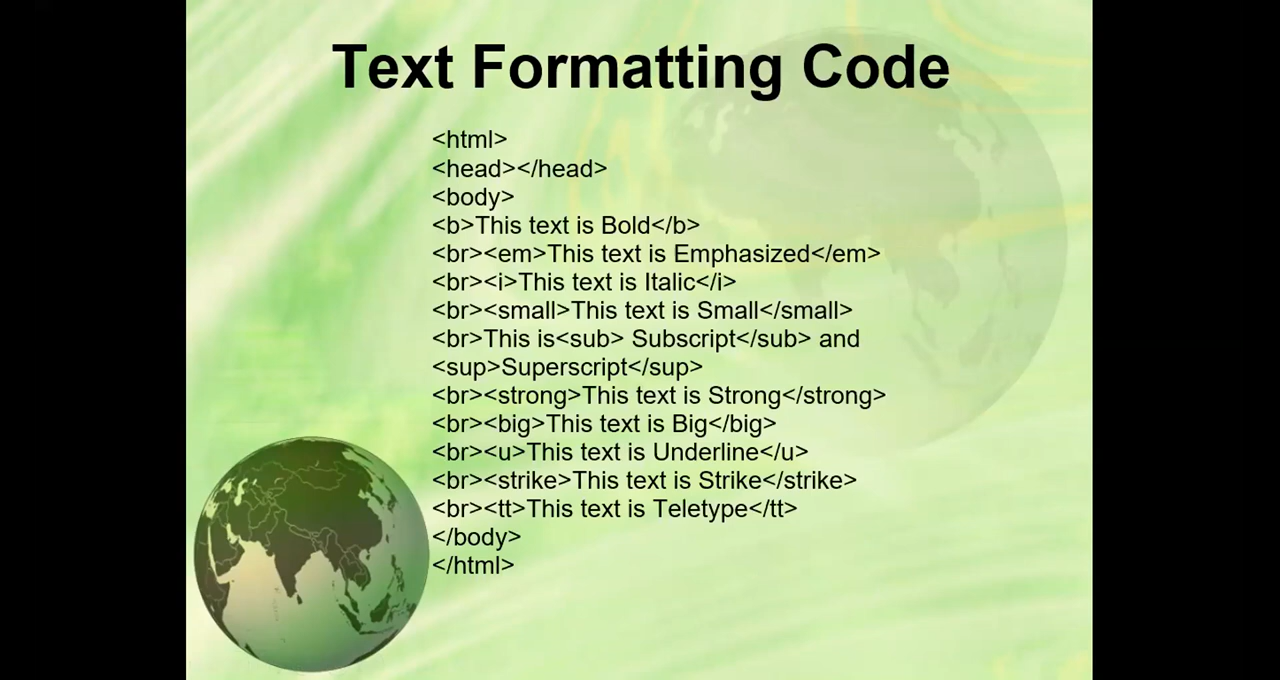 Text Formatting Code
<html>
<head></head>
<body>
<b>This text is Bold</b>
<br><em>This text is Emphasized</em>
<br><i>This text is Italic</i>
<br><small>This text is Small</small>
<br>This is<sub> Subscript</sub> and
<sup>Superscript</sup>
<br><strong>This text is Strong</strong>
<br><big>This text is Big</big>
<br><u>This text is Underline</u>
<br><strike>This text is Strike</strike>
<br><tt>This text is Teletype</tt>
</body>
</html>